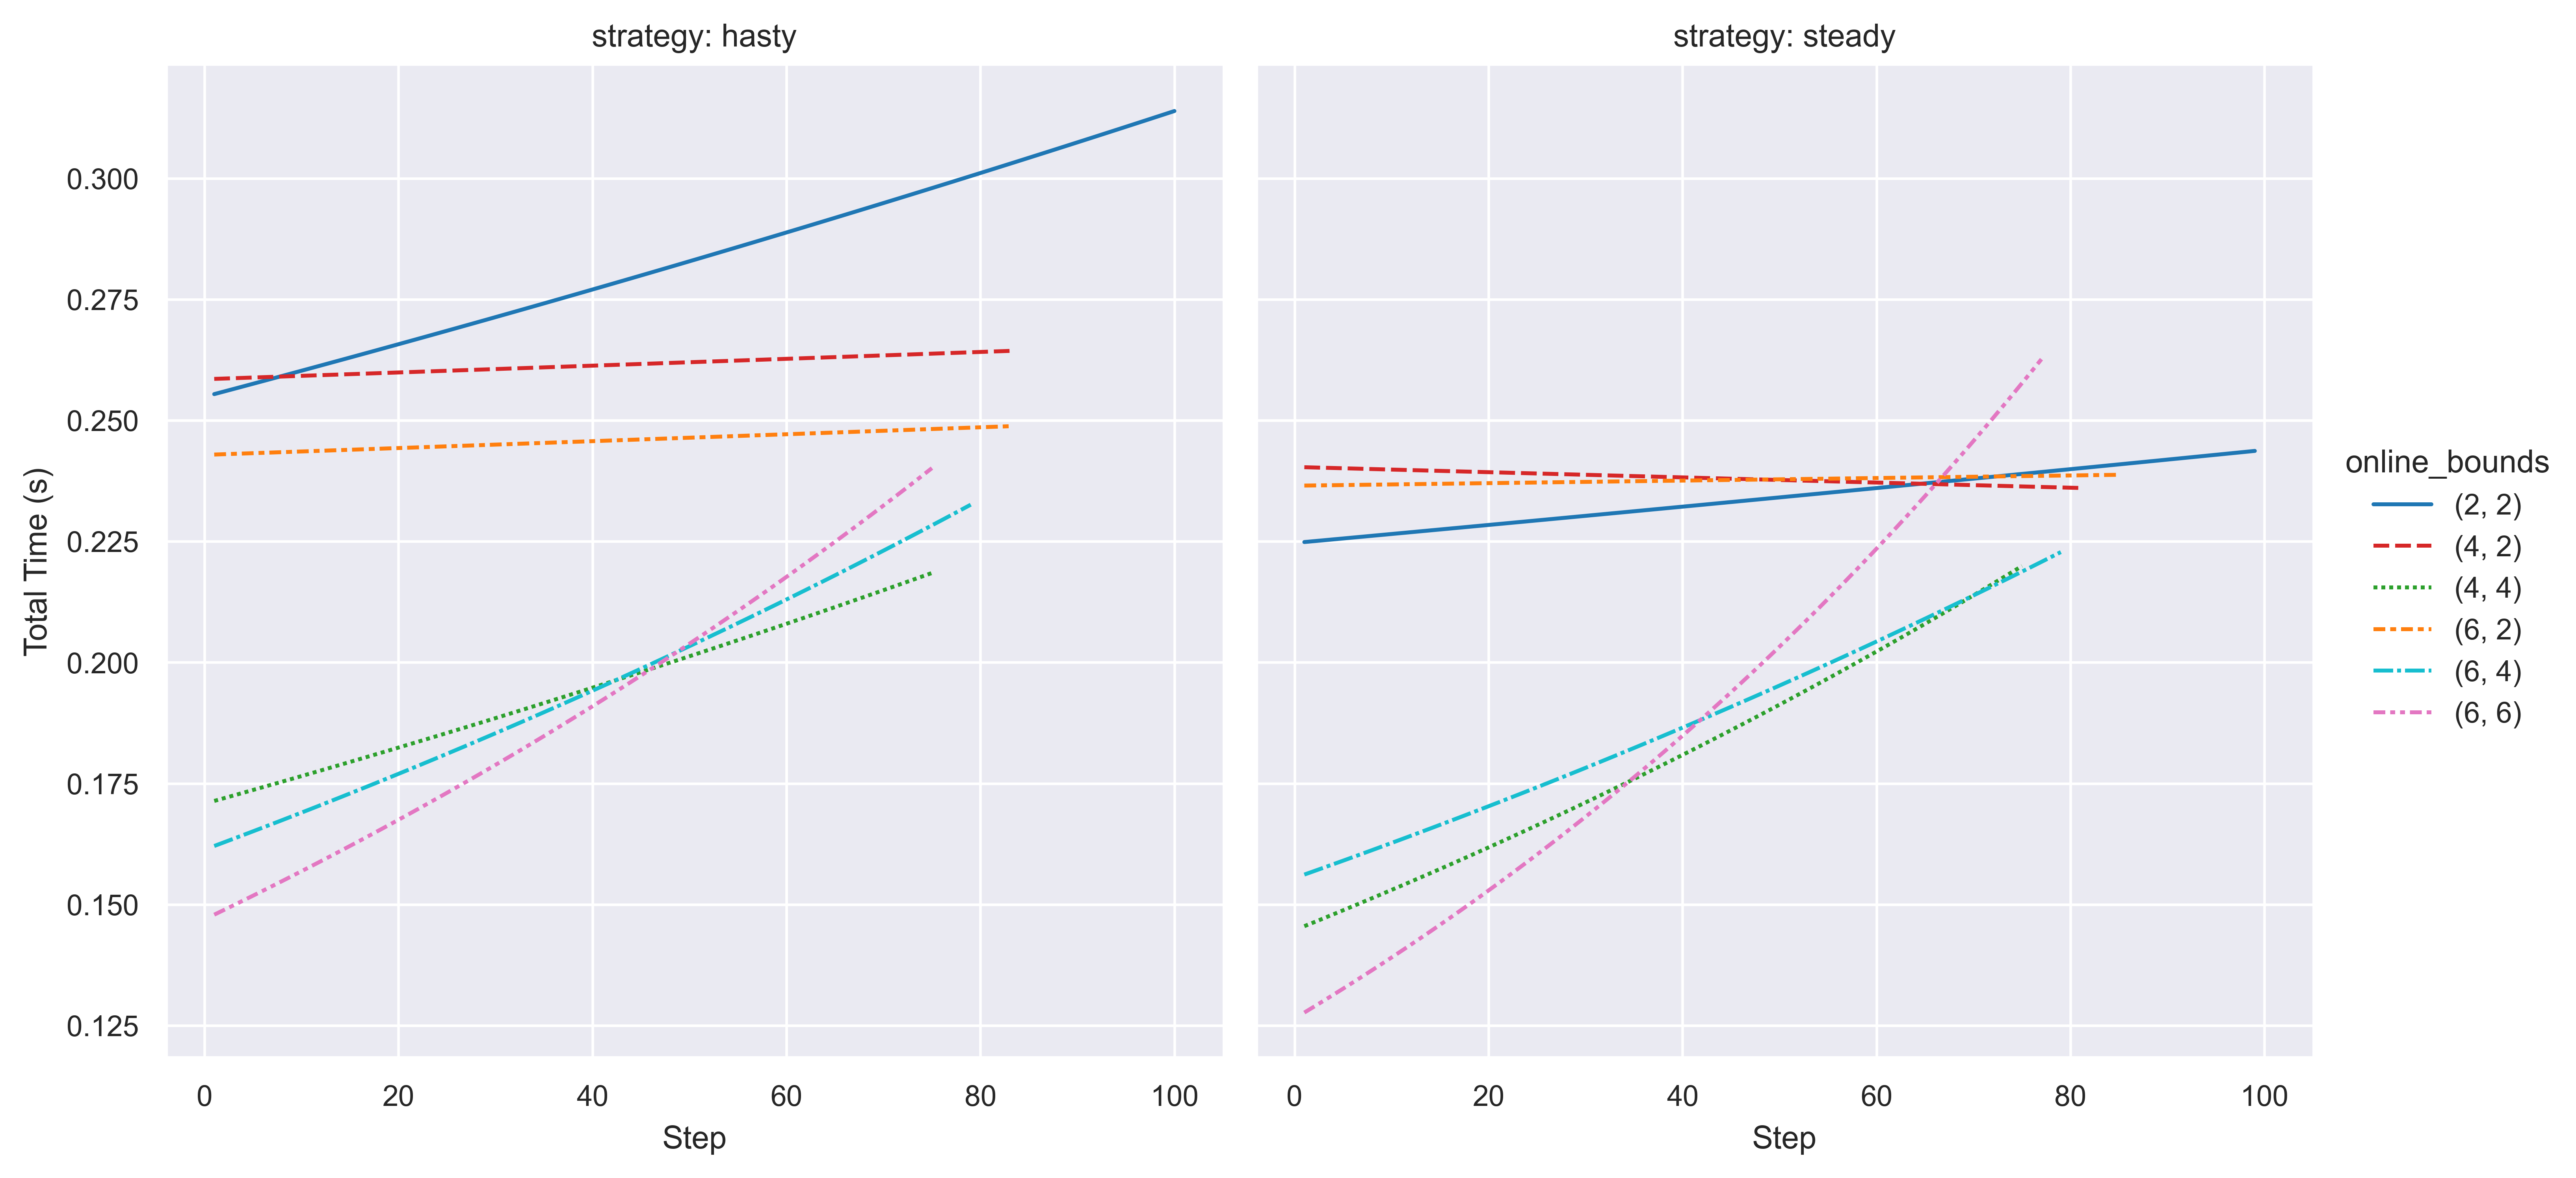 strategy: hasty
strategy: steady
Total Time (s)
0.300
0.275
0.250
0.225
0.200
0.175
0.150
0.125
0 20 40 60 80 100
0 20 40 60 80 100
Step
Step
online_bounds
(2, 2)
(4, 2)
(4, 4)
(6, 2)
(6, 4)
(6, 6)